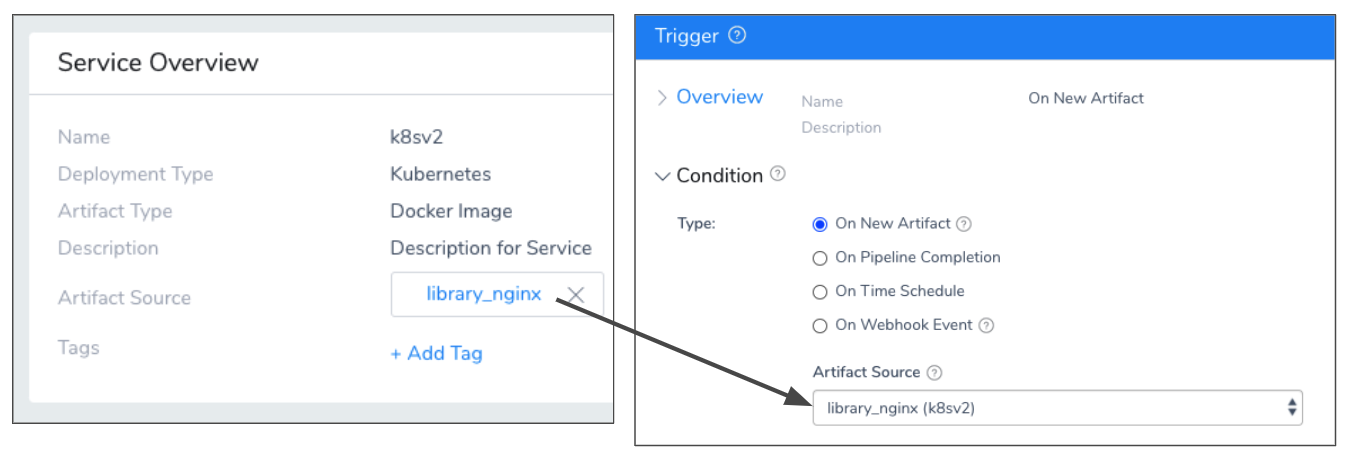 Service Overview
Name k8sv2
Deployment Type Kubernetes
Artifact Type Docker Image
Description Description for Service
Artifact Source library_nginx
Tags + Add Tag
Trigger
Overview
Name On New Artifact
Description
Condition
Type: On New Artifact
On Pipeline Completion
On Time Schedule
On Webhook Event
Artifact Source
library_nginx (k8sv2)